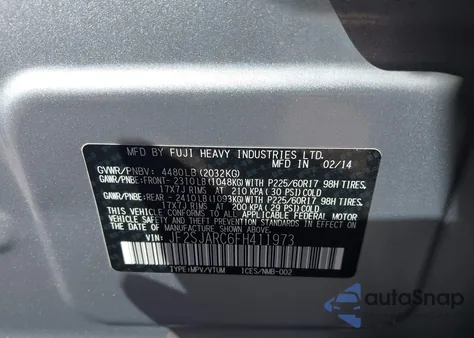 MFD BY FUJI HEAVY INDUSTRIES LTD.
IN 02/14
GVWR/PNBV: 4480LB (2032KG)
GAWR/PNBE: FRONT- 2310LB (1048KG) WITH P225/60R17 98H TIRES,
17X7J RIMS AT 210 KPA ( 30 PSI) COLD
GAWR/PNBE: REAR - 2410LB (1093KG) WITH P225/60R17 98H TIRES,
17X7J RIMS AT 200 KPA ( 29 PSI) COLD
THIS VEHICLE CONFORMS TO ALL APPLICABLE U.S. FEDERAL
MOTOR VEHICLE SAFETY STANDARDS IN EFFECT ON THE
DATE OF MANUFACTURE SHOWN ABOVE.
VIN: JF2SJARC6FH411973
TYPE:MPV/VTUM ICES/NMB-002
autoSnap